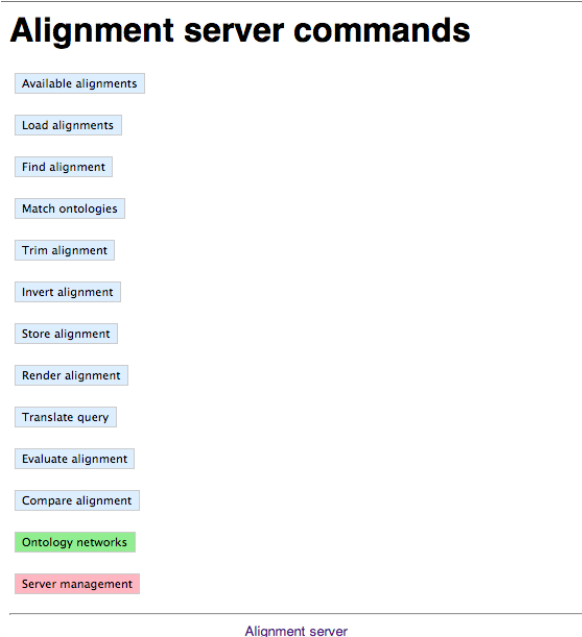 Alignment server commands
Available alignments
Load alignments
Find alignment
Match ontologies
Trim alignment
Invert alignment
Store alignment
Render alignment
Translate query
Evaluate alignment
Compare alignment
Ontology networks
Server management
Alignment server